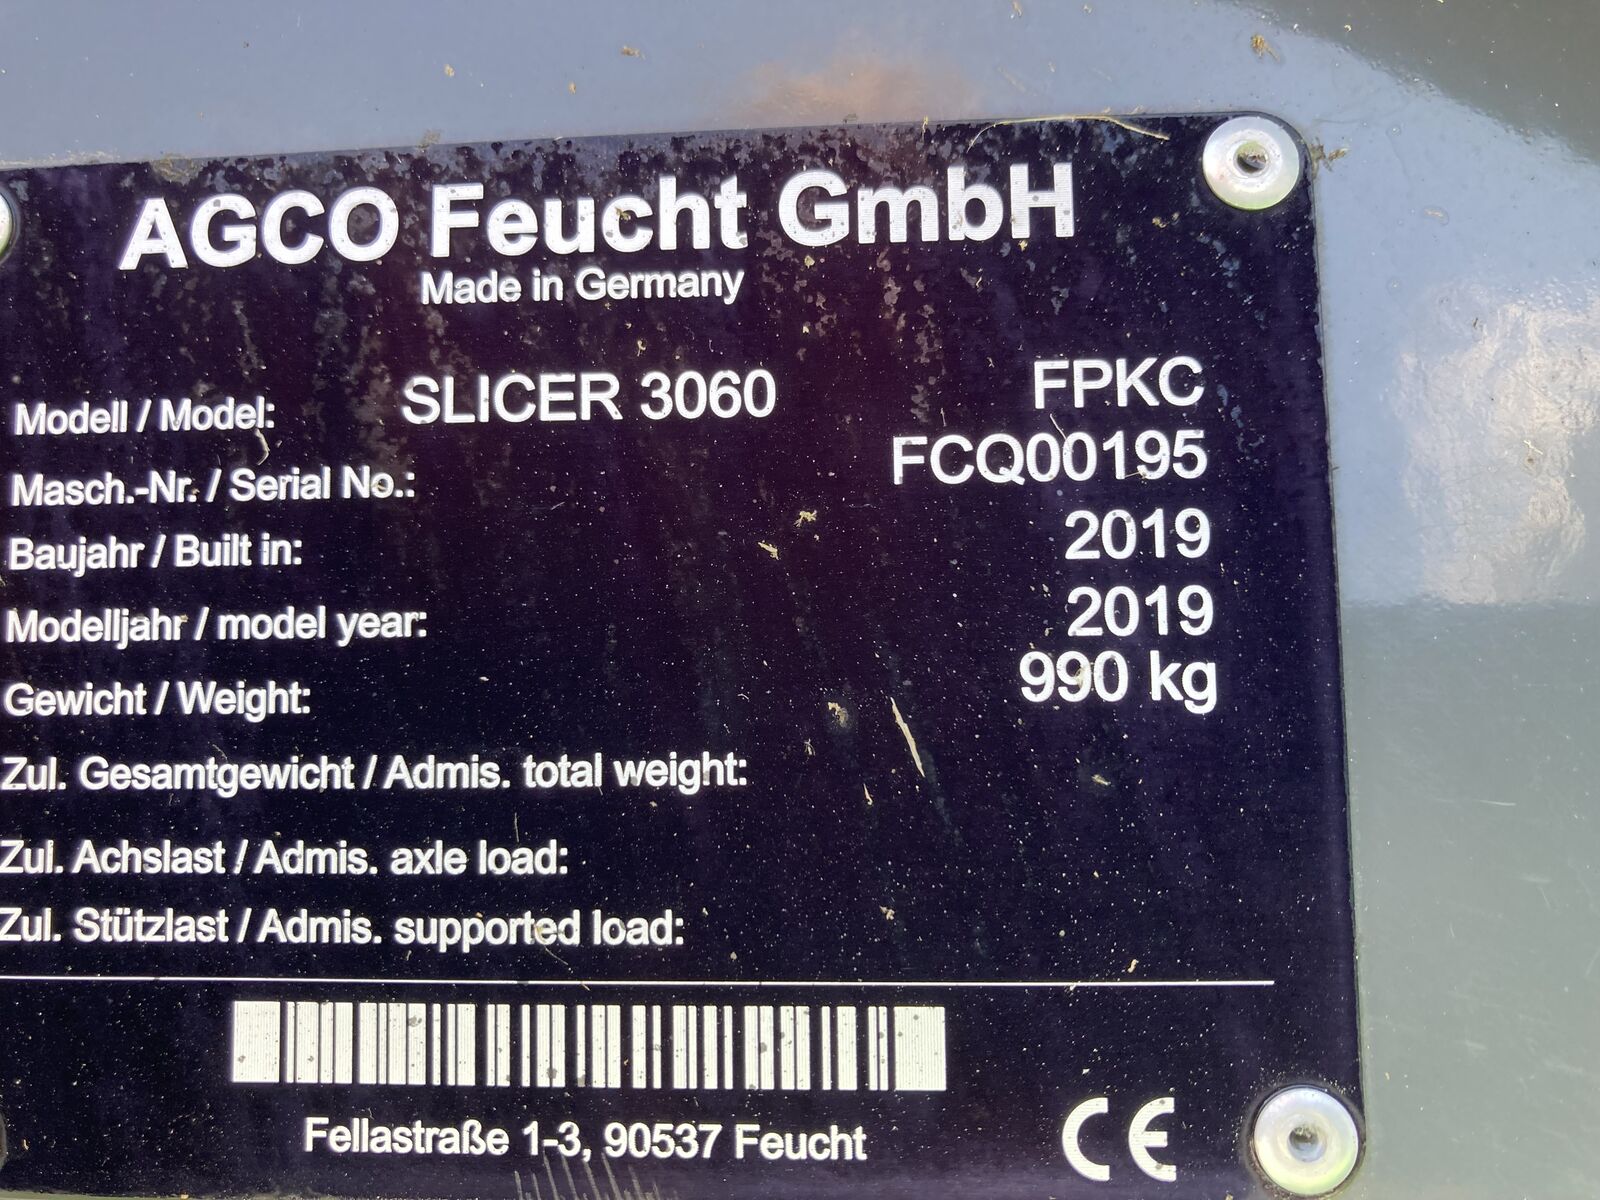 AGCO Feucht GmbH
Made in Germany
Modell / Model: SLICER 3060 FPKC
Masch.-Nr. / Serial No.: FCQ00195
Baujahr / Built in: 2019
Modelljahr / model year: 2019
Gewicht / Weight: 990 kg
Zul. Gesamtgewicht / Admis. total weight:
Zul. Achslast / Admis. axle load:
Zul. Stützlast / Admis. supported load:
Fellastraße 1-3, 90537 Feucht
CE